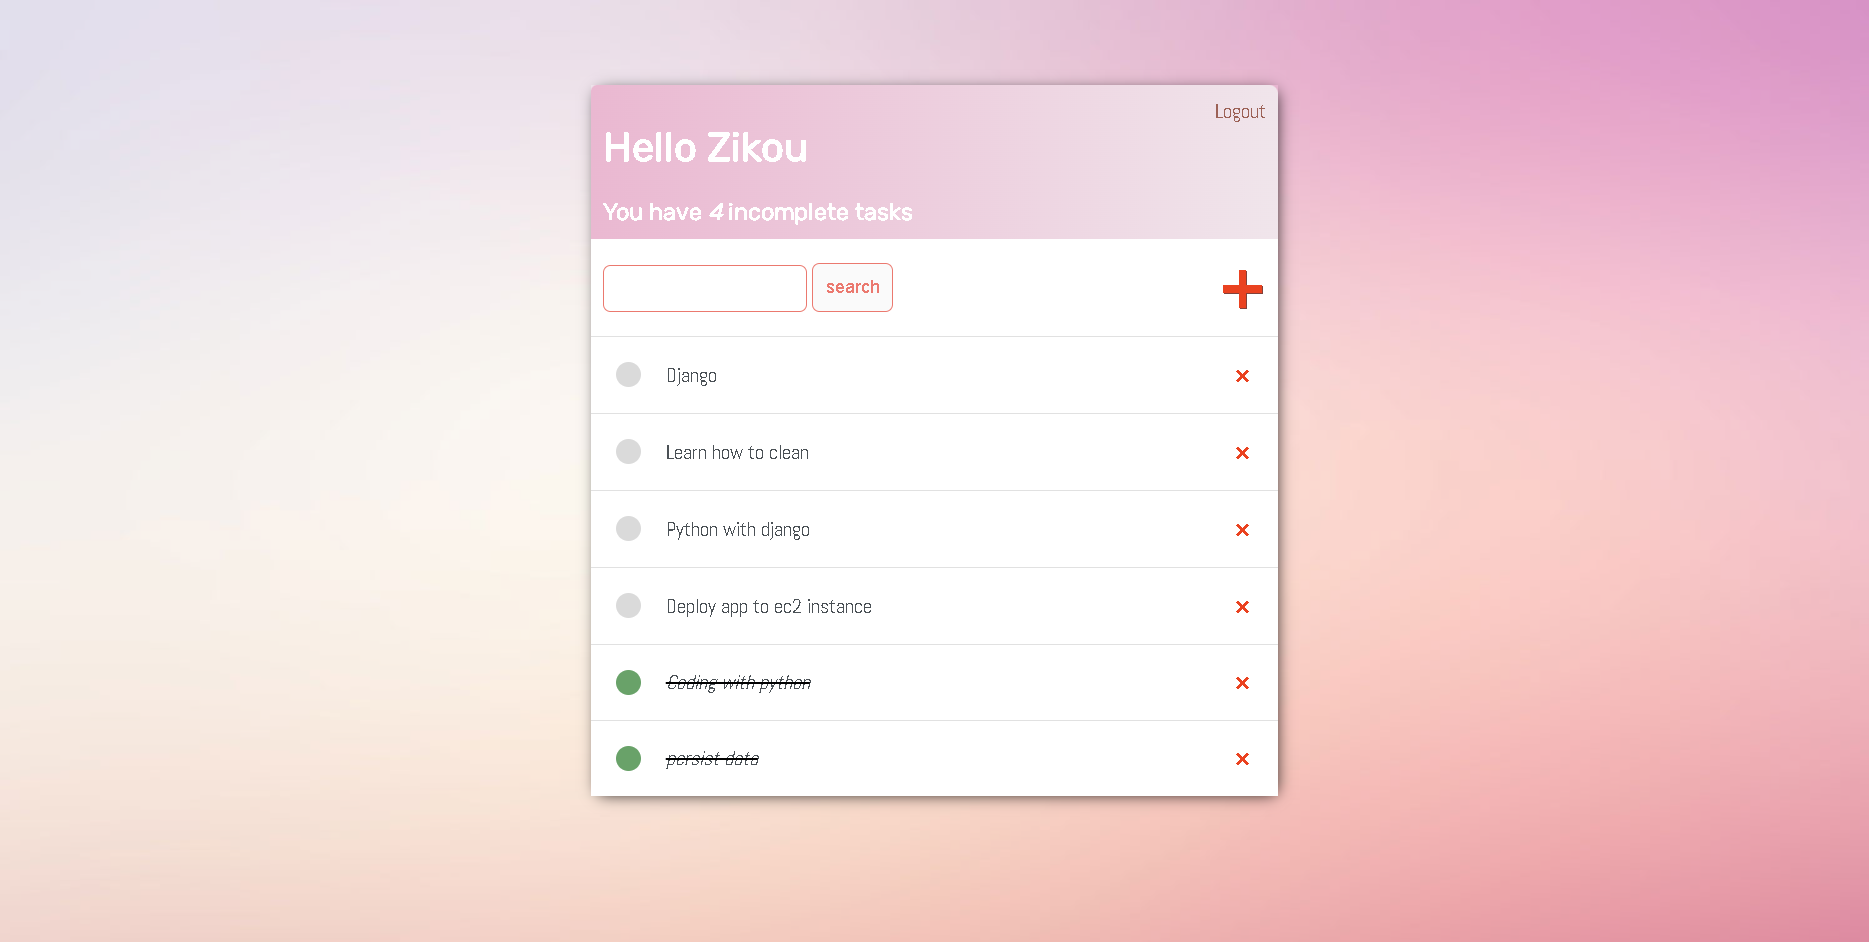 Logout
Hello Zikou
You have 4 incomplete tasks
search
Django
Learn how to clean
Python with django
Deploy app to ec2 instance
Coding with python
persist data